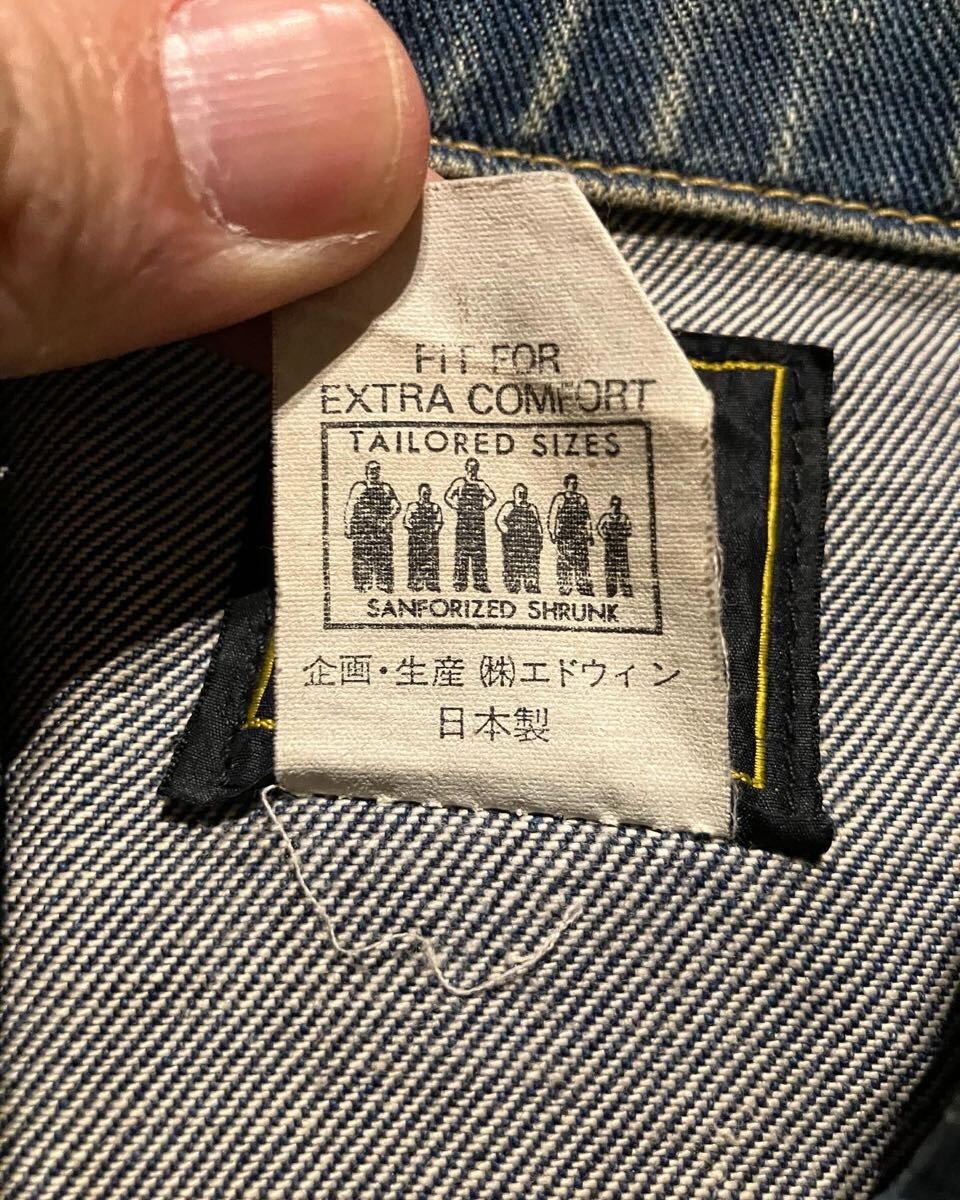 FIT FOR
EXTRA COMFORT
TAILORED SIZES
SANFORIZED SHRUNK
企画・生産 ㈱エドウィン
日本製